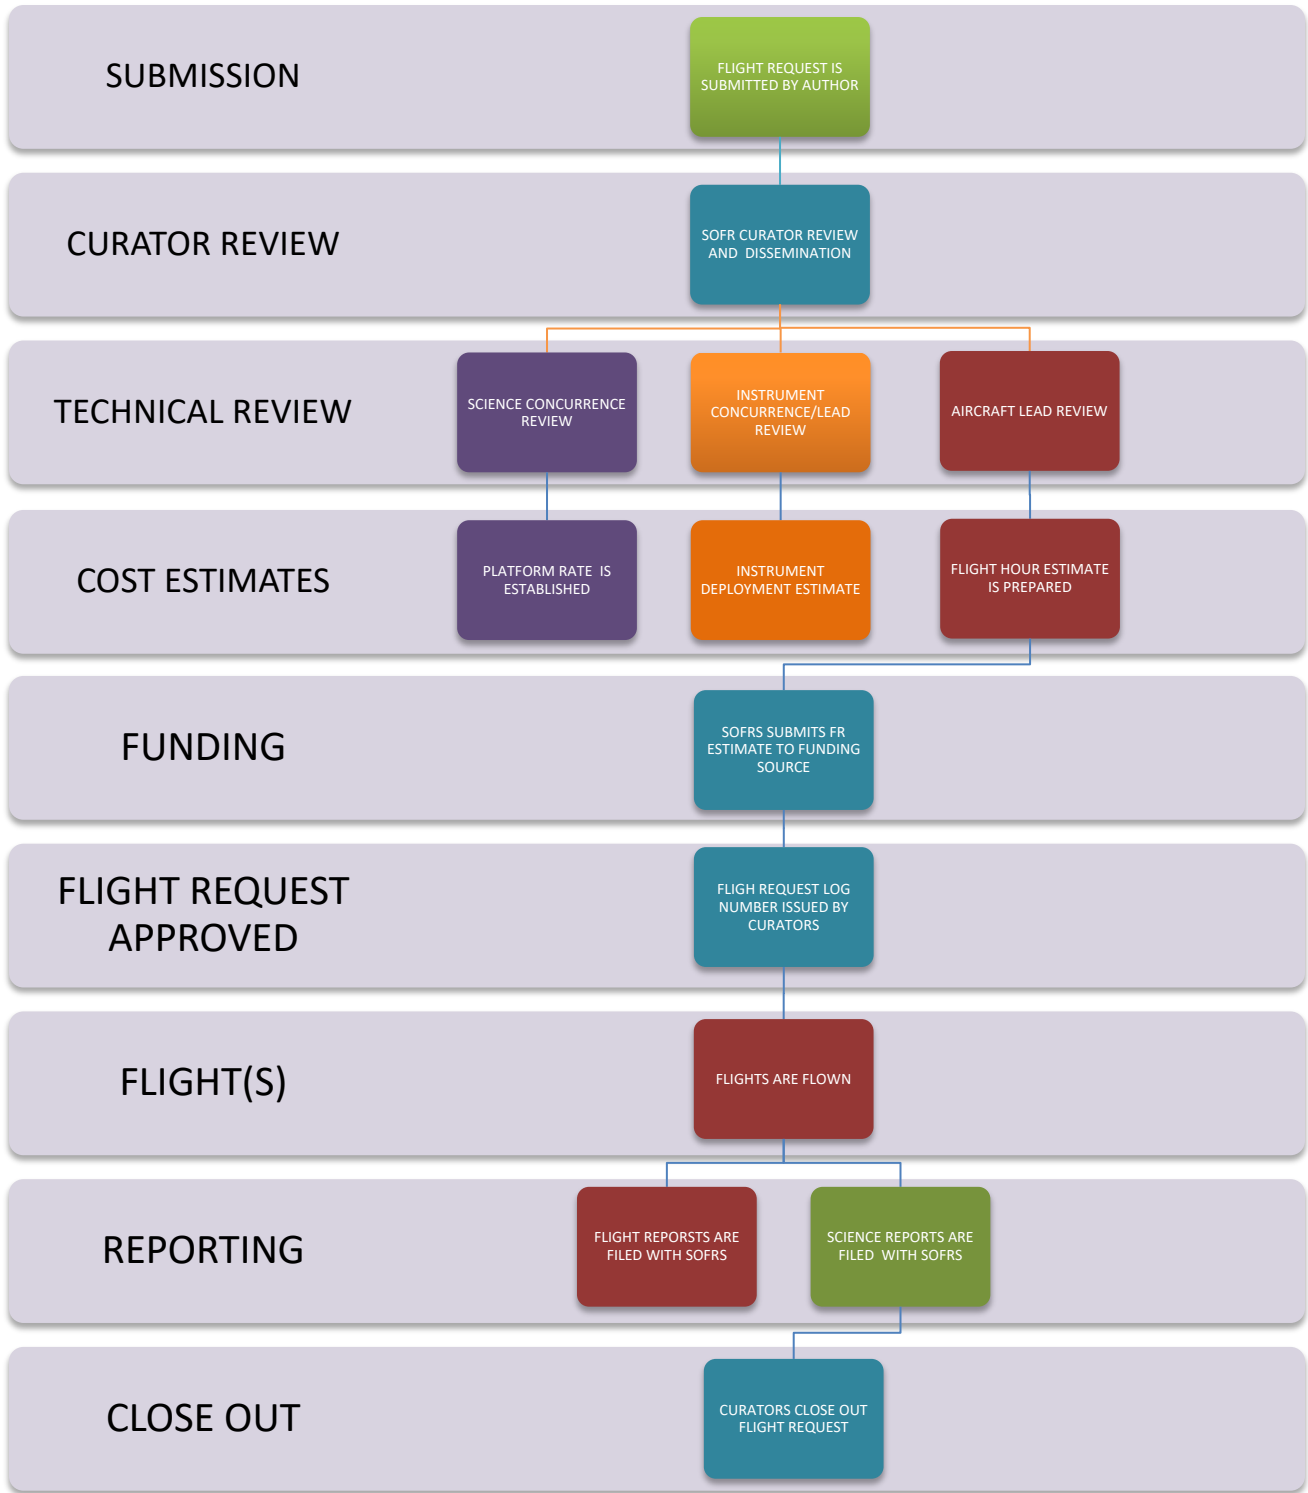 SUBMISSION
FLIGHT REQUEST IS
SUBMITTED BY AUTHOR
CURATOR REVIEW
SOFR CURATOR REVIEW
AND DISSEMINATION
TECHNICAL REVIEW
SCIENCE CONCURRENCE
REVIEW
INSTRUMENT
CONCURRENCE/LEAD
REVIEW
AIRCRAFT LEAD REVIEW
COST ESTIMATES
PLATFORM RATE IS
ESTABLISHED
INSTRUMENT
DEPLOYMENT ESTIMATE
FLIGHT HOUR ESTIMATE
IS PREPARED
FUNDING
SOFRS SUBMITS FR
ESTIMATE TO FUNDING
SOURCE
FLIGHT REQUEST
APPROVED
FLIGH REQUEST LOG
NUMBER ISSUED BY
CURATORS
FLIGHT(S)
FLIGHTS ARE FLOWN
REPORTING
FLIGHT REPORSTS ARE
FILED WITH SOFRS
SCIENCE REPORTS ARE
FILED WITH SOFRS
CLOSE OUT
CURATORS CLOSE OUT
FLIGHT REQUEST